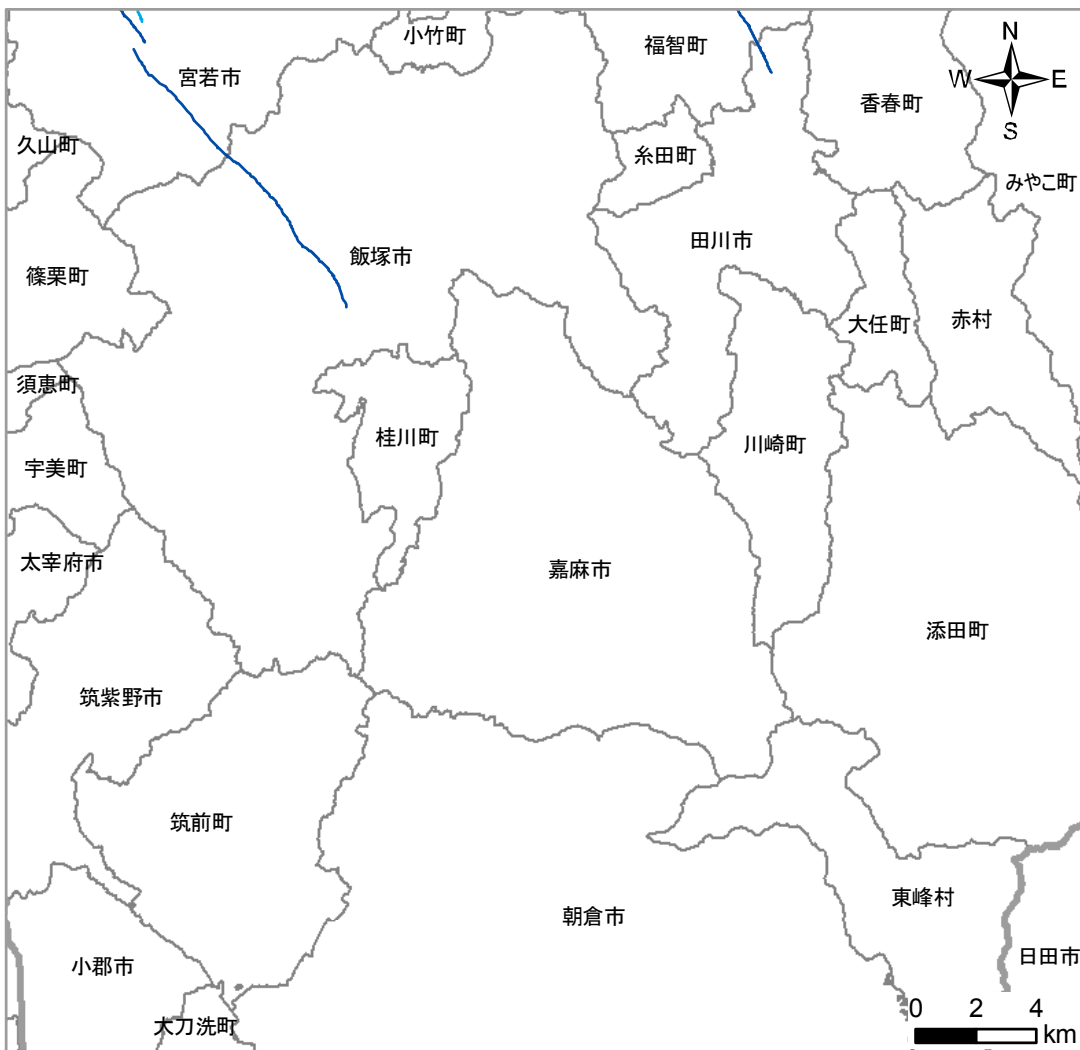 小竹町
福智町
N
宮若市
W
E
香春町
S
久山町
糸田町
みやこ町
田川市
飯塚市
篠栗町
大任町
赤村
須恵町
桂川町
川崎町
宇美町
太宰府市
嘉麻市
添田町
筑紫野市
筑前町
東峰村
朝倉市
日田市
小郡市
大刀洗町
0 2 4
km